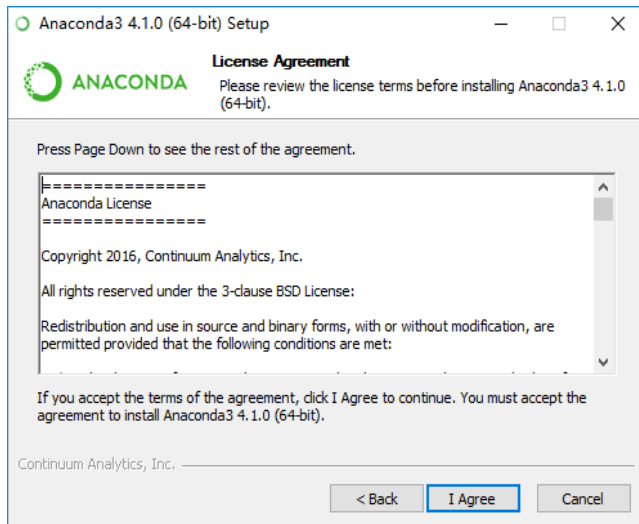 Anaconda3 4.1.0 (64-bit) Setup
ANACONDA
License Agreement
Please review the license terms before installing Anaconda3 4.1.0
(64-bit).
Press Page Down to see the rest of the agreement.
================
Anaconda License
================
Copyright 2016, Continuum Analytics, Inc.
All rights reserved under the 3-clause BSD License:
Redistribution and use in source and binary forms, with or without modification, are
permitted provided that the following conditions are met:
If you accept the terms of the agreement, click I Agree to continue. You must accept the
agreement to install Anaconda3 4.1.0 (64-bit).
Continuum Analytics, Inc.
< Back
I Agree
Cancel